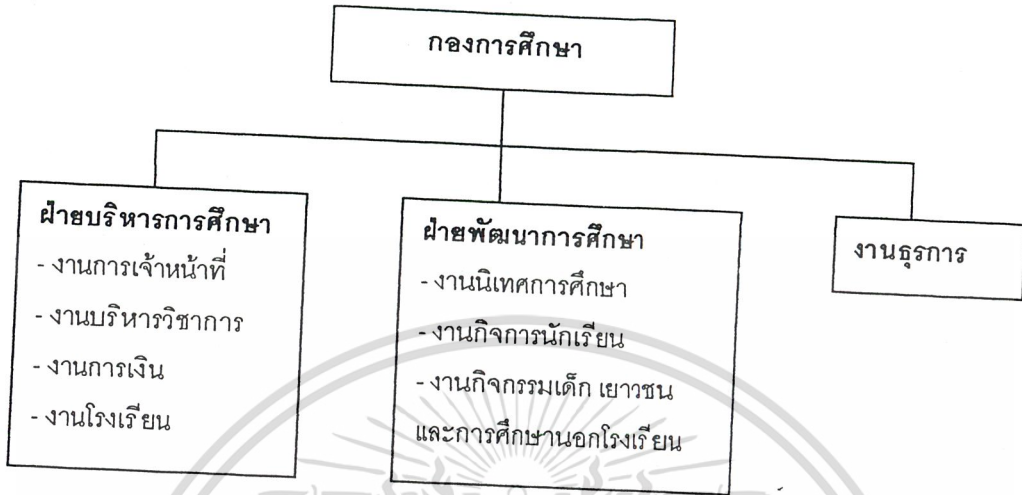 กองการศึกษา
ฝ่ายบริหารการศึกษา
- งานการเจ้าหน้าที่
- งานบริหารวิชาการ
- งานการเงิน
- งานโรงเรียน
ฝ่ายพัฒนาการศึกษา
- งานนิเทศการศึกษา
- งานกิจการนักเรียน
- งานกิจกรรมเด็ก เยาวชน
และการศึกษานอกโรงเรียน
งานธุรการ